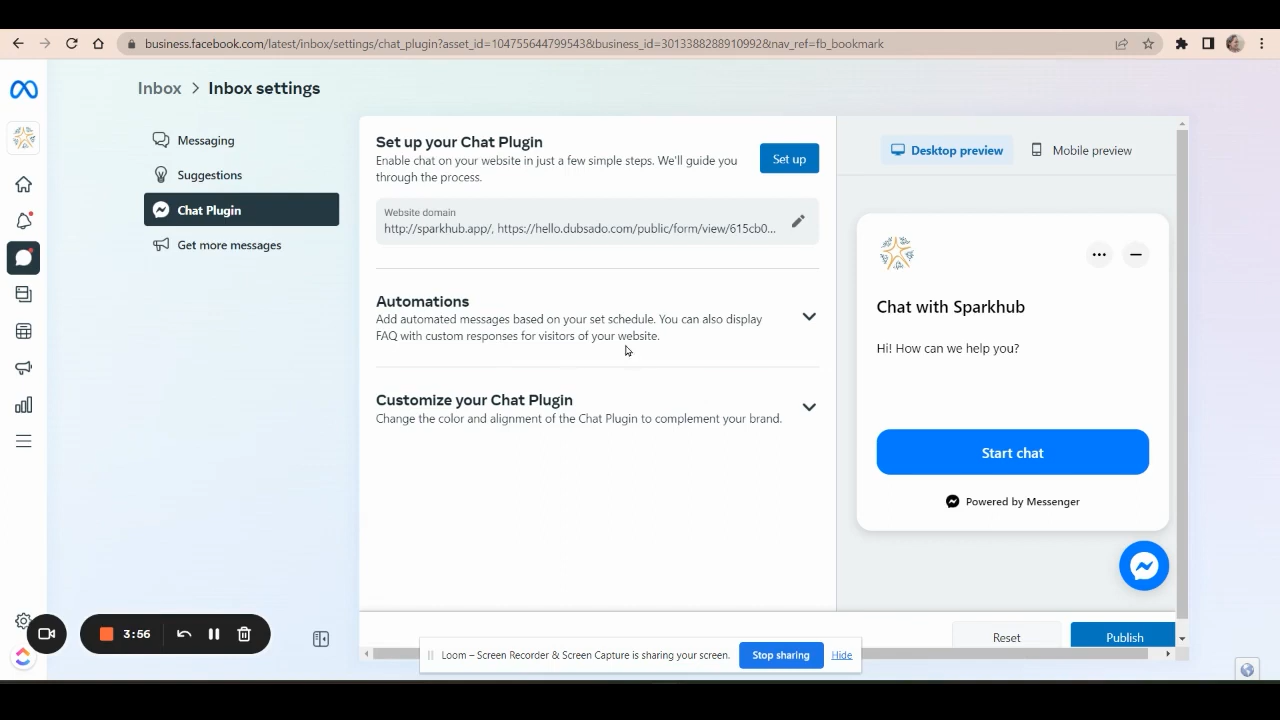 business.facebook.com/latest/inbox/settings/chat_plugin?asset_id=104755644799543&business_id=301338828891099​2&nav_ref=fb_bookmark
Inbox > Inbox settings
Messaging
Suggestions
Chat Plugin
Get more messages
Set up your Chat Plugin
Enable chat on your website in just a few simple steps. We'll guide you
through the process.
Set up
Website domain
http://sparkhub.app/, https://hello.dubsado.com/public/form/view/615cb0...
Automations
Add automated messages based on your set schedule. You can also display
FAQ with custom responses for visitors of your website.
Customize your Chat Plugin
Change the color and alignment of the Chat Plugin to complement your brand.
Desktop preview
Mobile preview
Chat with Sparkhub
Hi! How can we help you?
Start chat
Powered by Messenger
Reset
Publish
3:56
Loom – Screen Recorder & Screen Capture is sharing your screen.
Stop sharing
Hide